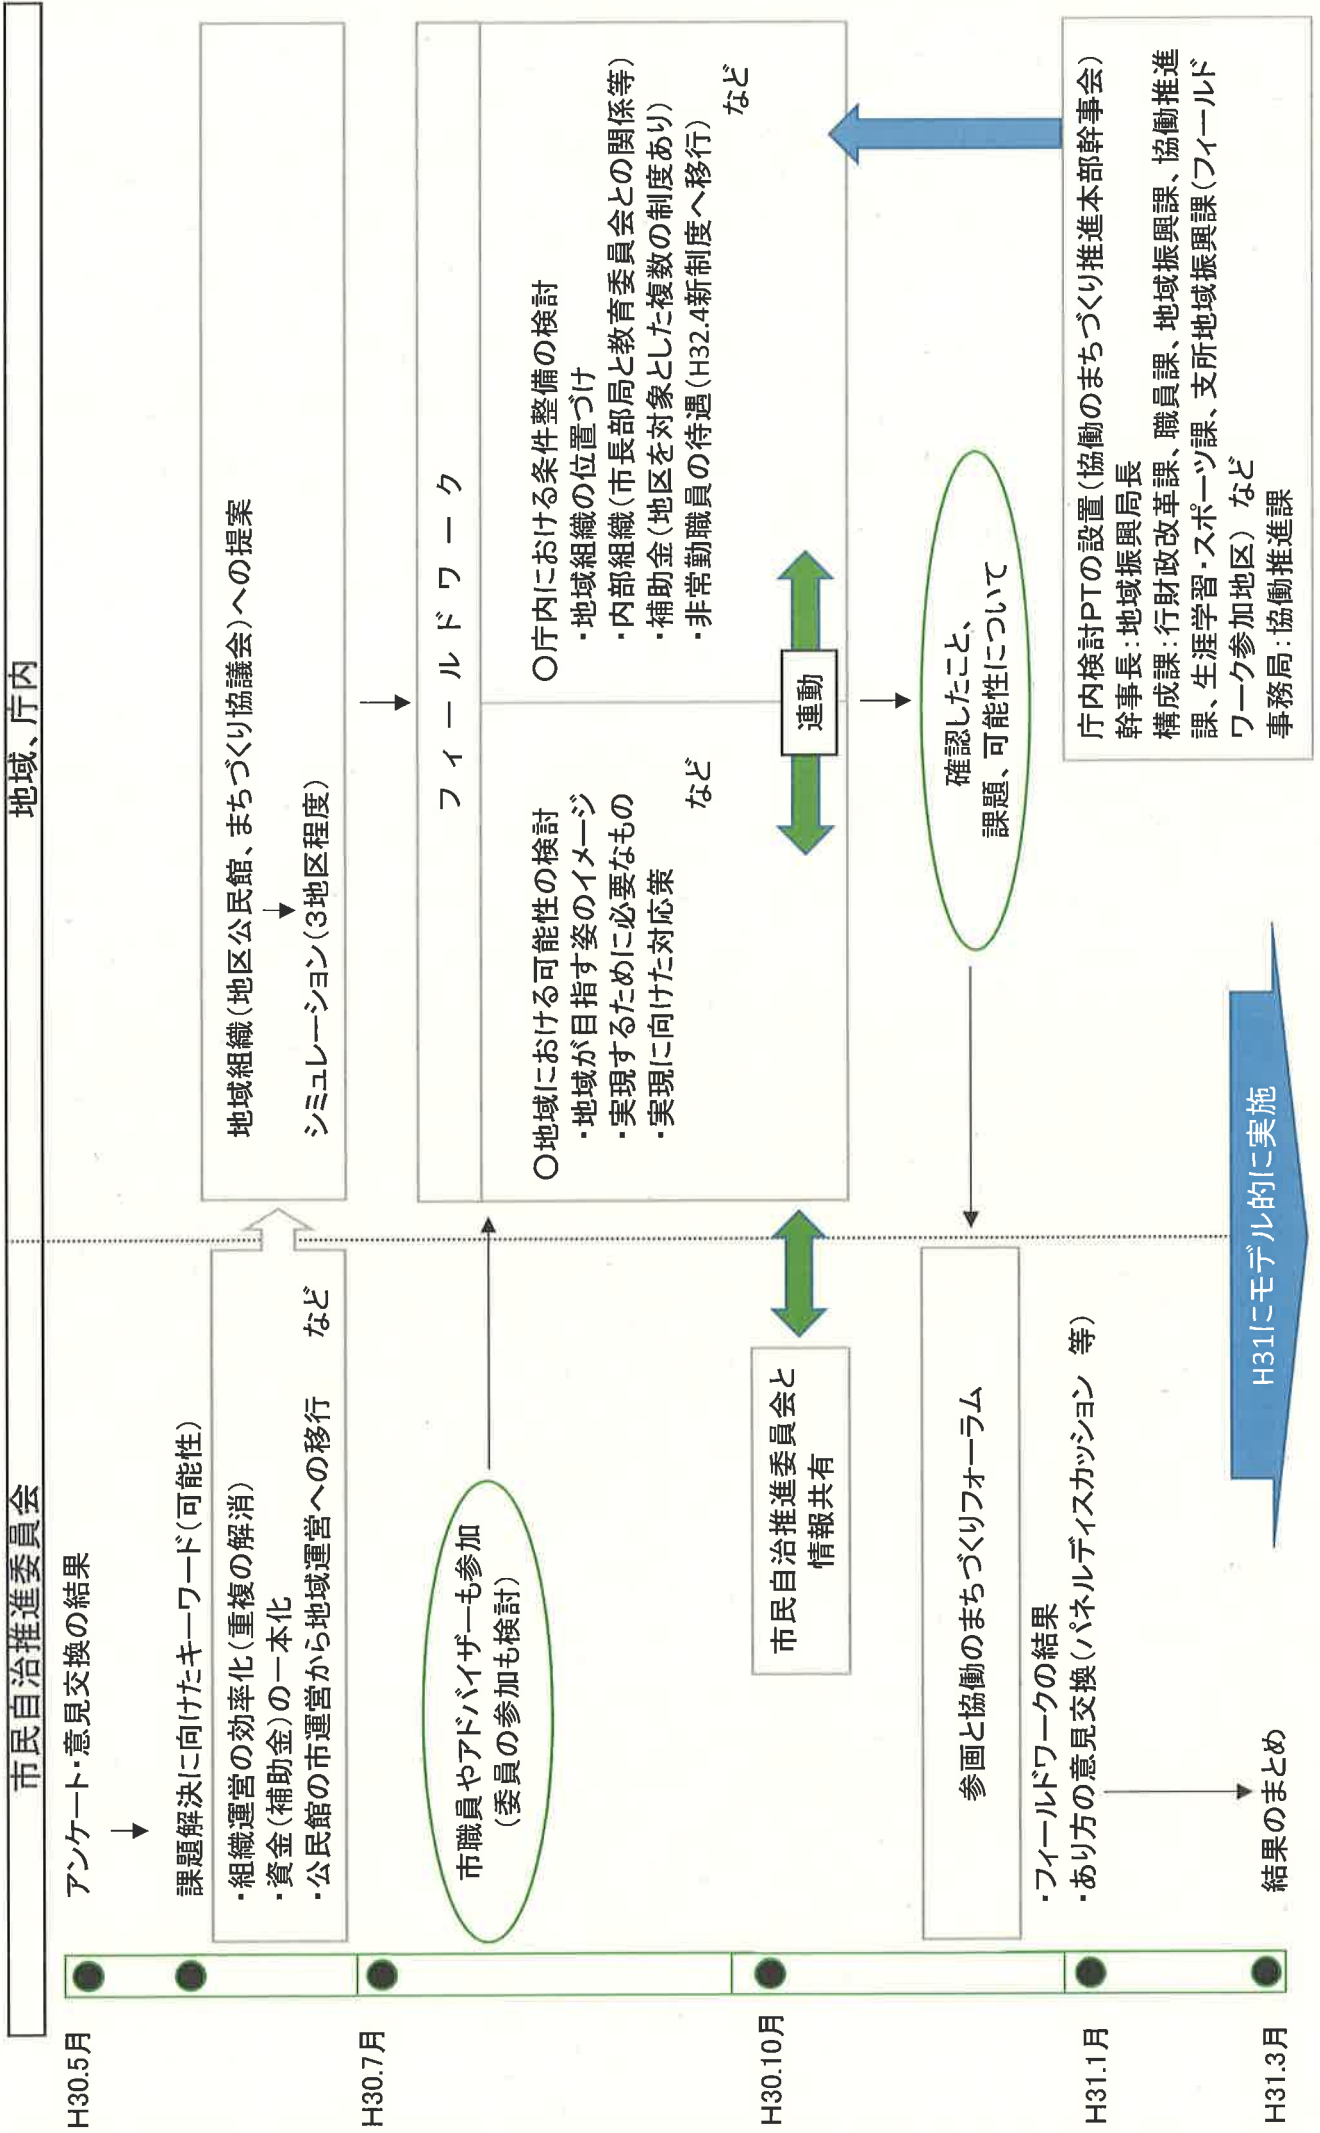 市民自治推進委員会
地域、庁内
H30.5月
アンケート・意見交換の結果
課題解決に向けたキーワード(可能性)
・組織運営の効率化(重複の解消)
・資金(補助金)の一本化
・公民館の市運営から地域運営への移行　など
地域組織(地区公民館、まちづくり協議会)への提案
シミュレーション(3地区程度)
H30.7月
市職員やアドバイザーも参加
(委員の参加も検討)
フィールドワーク
〇地域における可能性の検討
・地域が目指す姿のイメージ
・実現するために必要なもの
・実現に向けた対応策
など
〇庁内における条件整備の検討
・地域組織の位置づけ
・内部組織(市長部局と教育委員会との関係等)
・補助金(地区を対象とした複数の制度あり)
・非常勤職員の待遇(H32.4新制度へ移行)
など
連動
H30.10月
市民自治推進委員会と
情報共有
確認したこと、
課題、可能性について
参画と協働のまちづくりフォーラム
H31.1月
・フィールドワークの結果
・あり方の意見交換(パネルディスカッション　等)
庁内検討PTの設置(協働のまちづくり推進本部幹事会)
幹事長:地域振興局長
構成課:行財政改革課、職員課、地域振興課、協働推進
課、生涯学習・スポーツ課、支所地域振興課(フィールド
ワーク参加地区)　など
事務局:協働推進課
H31.3月
結果のまとめ
H31にモデル的に実施